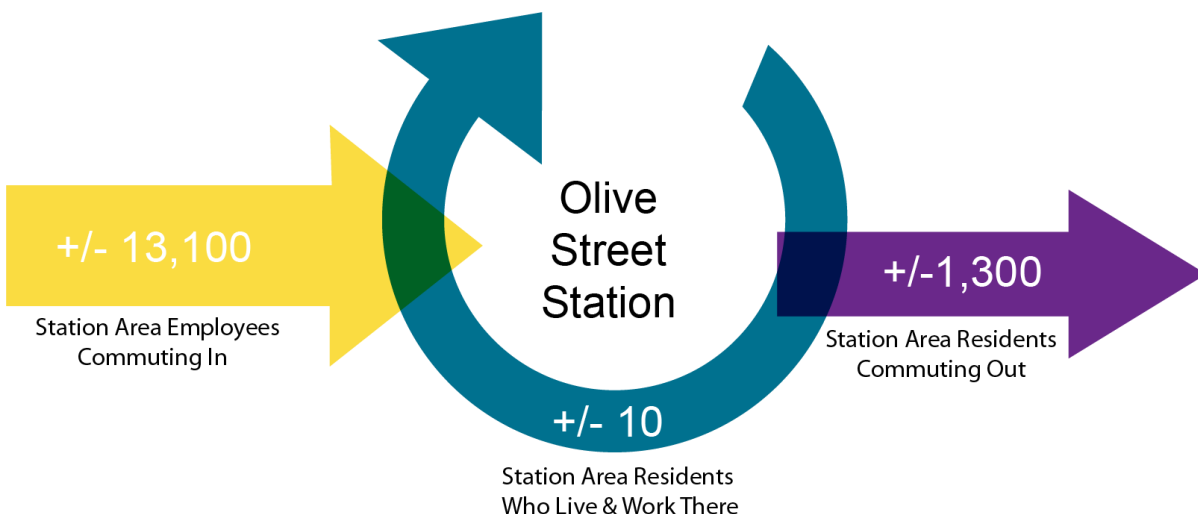 +/- 13,100
Station Area Employees
Commuting In
Olive
Street
Station
+/- 10
Station Area Residents
Who Live & Work There
+/-1,300
Station Area Residents
Commuting Out